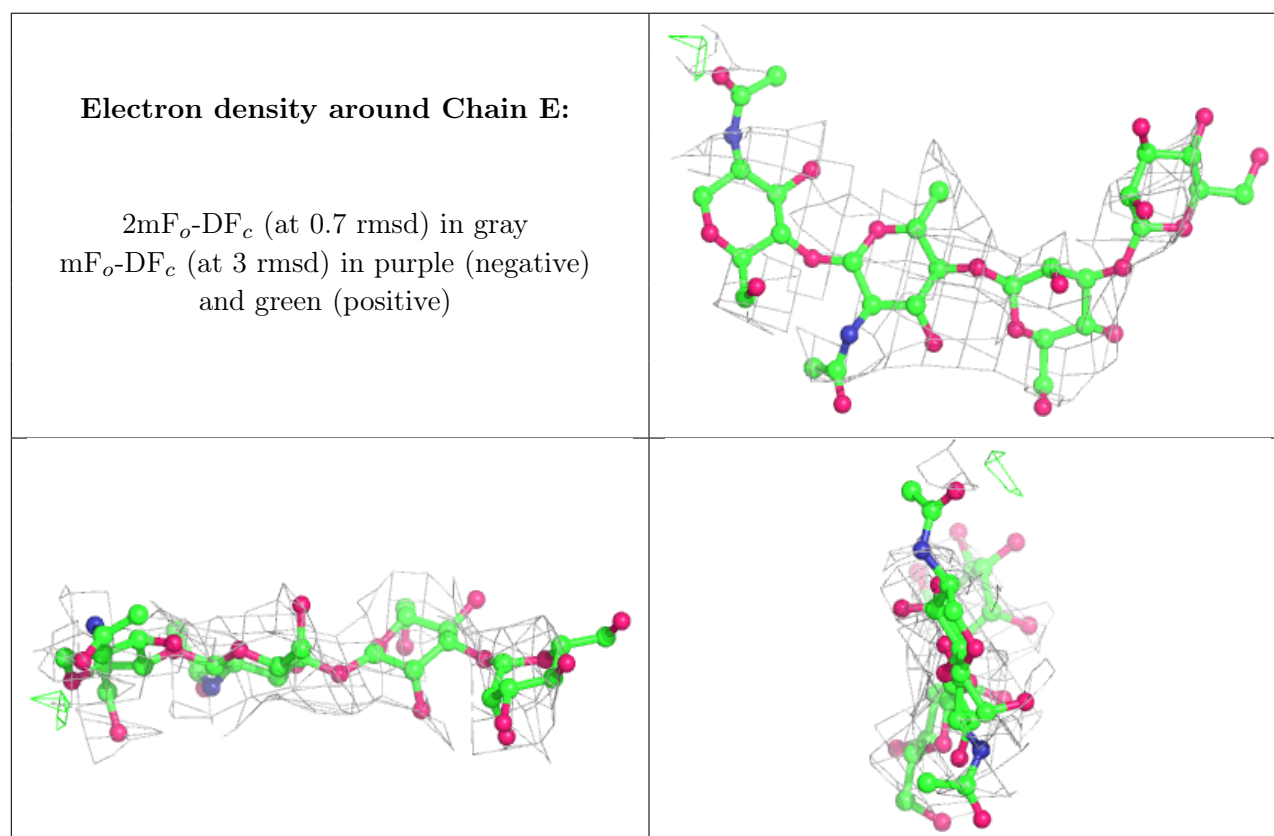 Electron density around Chain E:
2mFo-DFc (at 0.7 rmsd) in gray
mFo-DFc (at 3 rmsd) in purple (negative)
and green (positive)